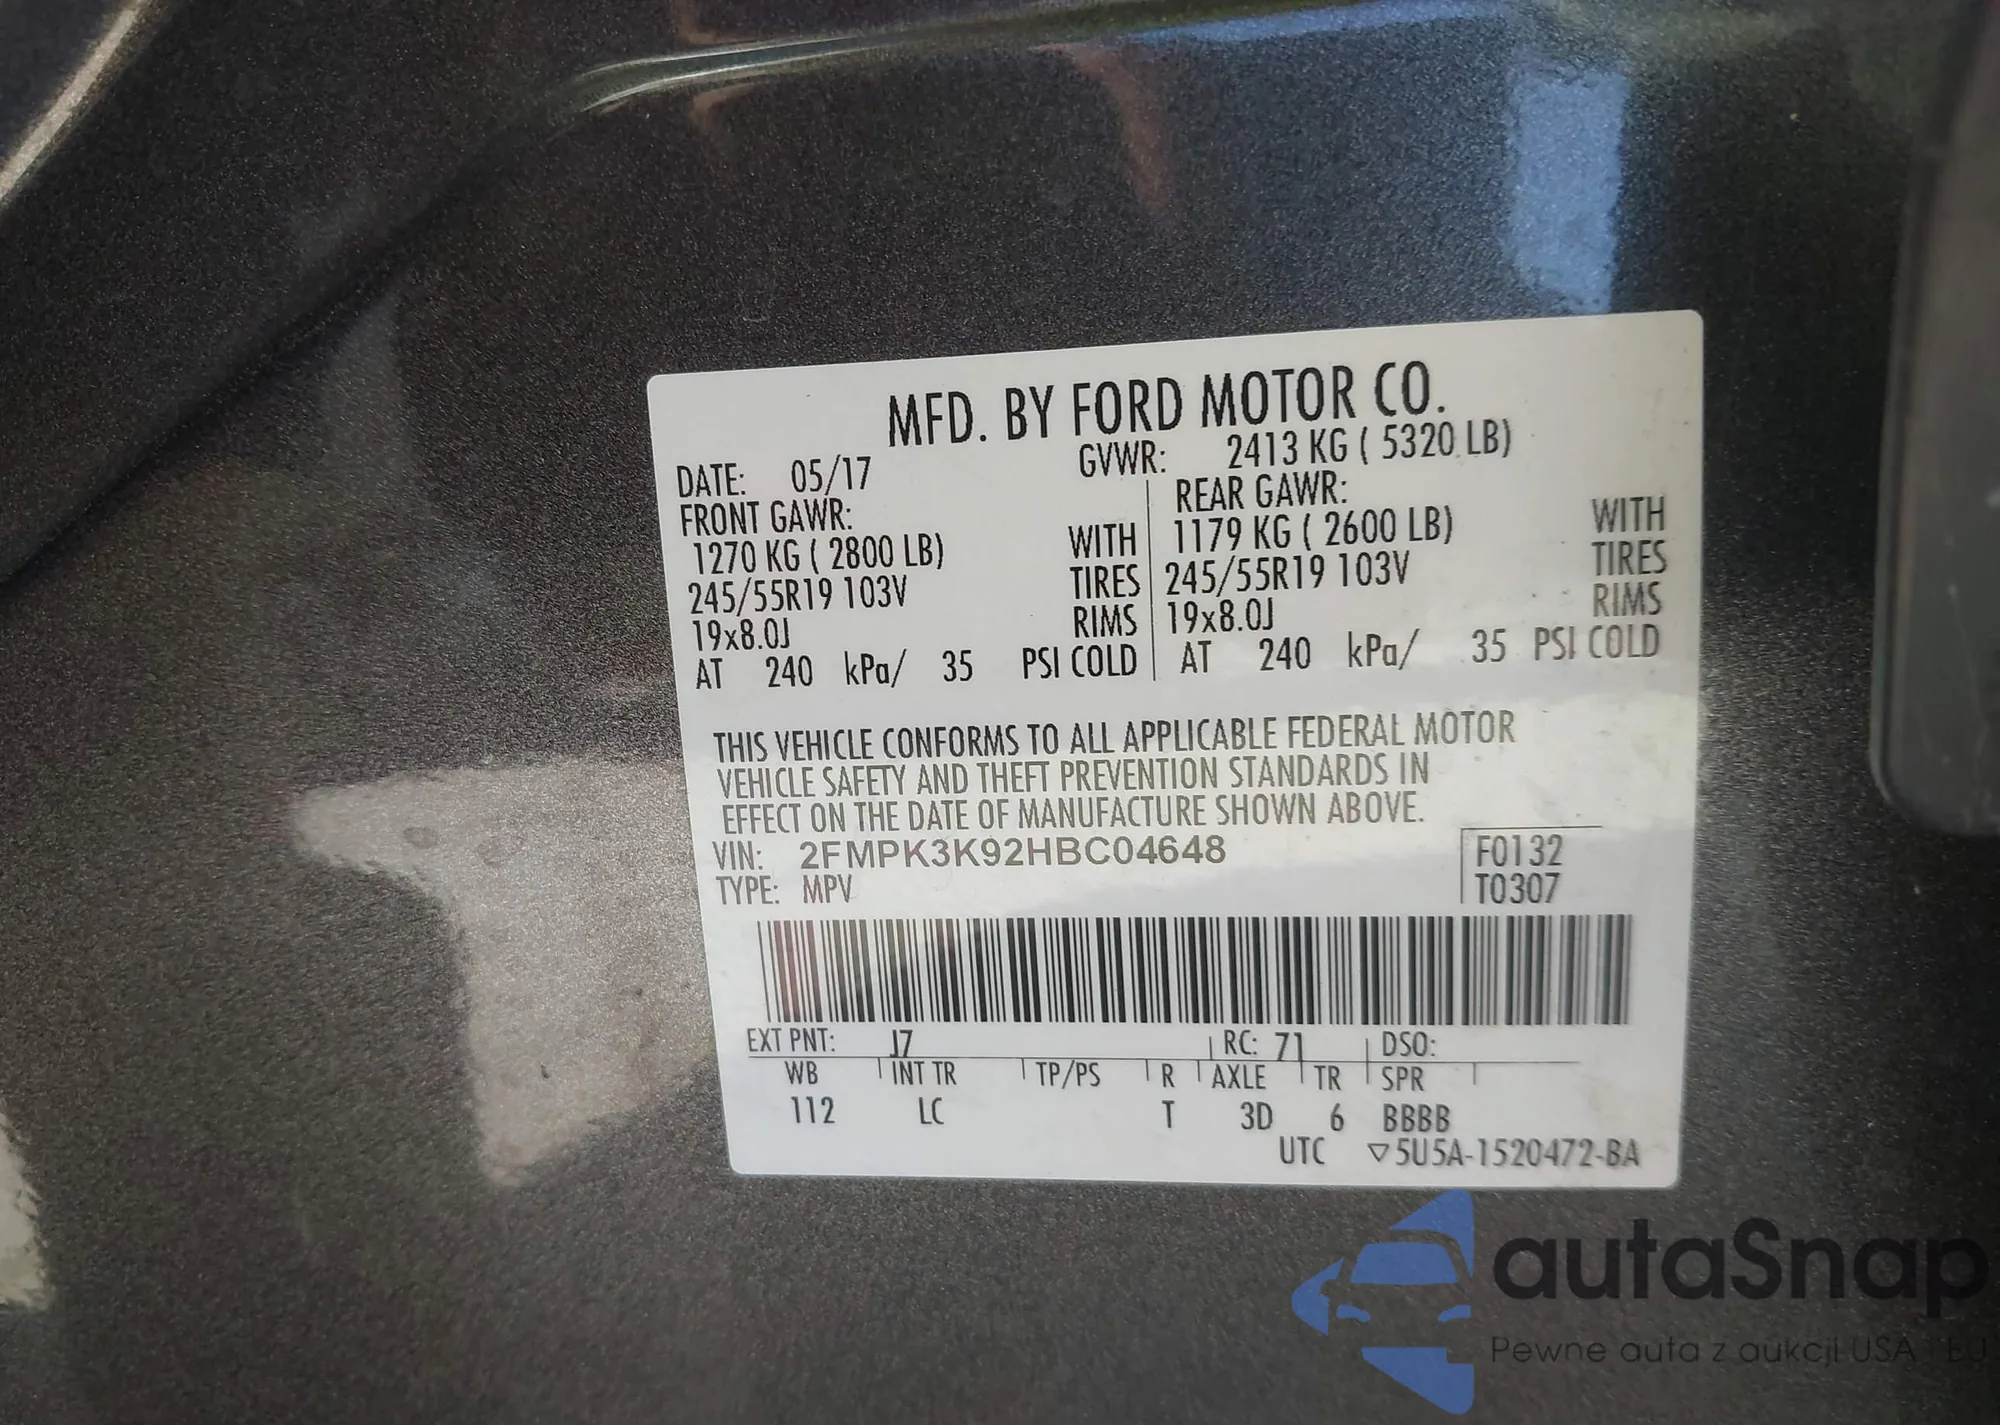 MFD. BY FORD MOTOR CO.
DATE: 05/17 GVWR: 2413 KG ( 5320 LB)
FRONT GAWR: REAR GAWR:
1270 KG ( 2800 LB) WITH 1179 KG ( 2600 LB) WITH
245/55R19 103V TIRES 245/55R19 103V TIRES
19x8.0J RIMS 19x8.0J RIMS
AT 240 kPa/ 35 PSI COLD AT 240 kPa/ 35 PSI COLD
THIS VEHICLE CONFORMS TO ALL APPLICABLE FEDERAL MOTOR
VEHICLE SAFETY AND THEFT PREVENTION STANDARDS IN
EFFECT ON THE DATE OF MANUFACTURE SHOWN ABOVE.
VIN: 2FMPK3K92HBC04648 F0132
TYPE: MPV T0307
EXT PNT: J7 RC: 71 DSO:
WB INT TR TP/PS R AXLE TR SPR
112 LC T 3D 6 BBBB
UTC ▽5U5A-1520472-BA
autaSnap
Pewne auta z aukcji USA i EU